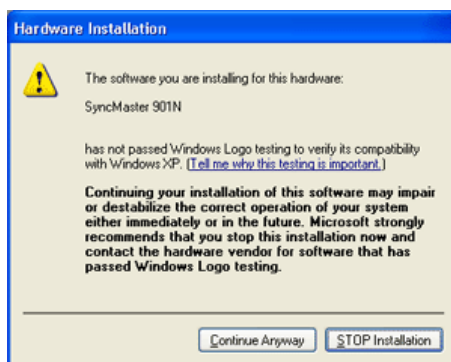 Hardware Installation
The software you are installing for this hardware:
SyncMaster 901N
has not passed Windows Logo testing to verify its compatibility
with Windows XP. (Tell me why this testing is important.)
Continuing your installation of this software may impair
or destabilize the correct operation of your system
either immediately or in the future. Microsoft strongly
recommends that you stop this installation now and
contact the hardware vendor for software that has
passed Windows Logo testing.
Continue Anyway
STOP Installation